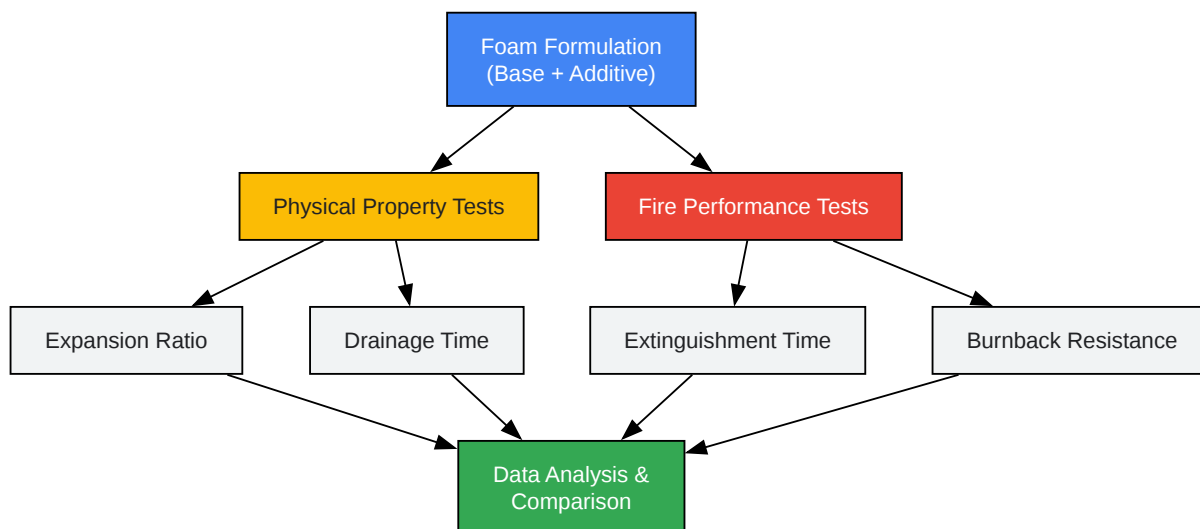 Foam Formulation
(Base + Additive)
Physical Property Tests
Fire Performance Tests
Expansion Ratio
Drainage Time
Extinguishment Time
Burnback Resistance
Data Analysis &
Comparison